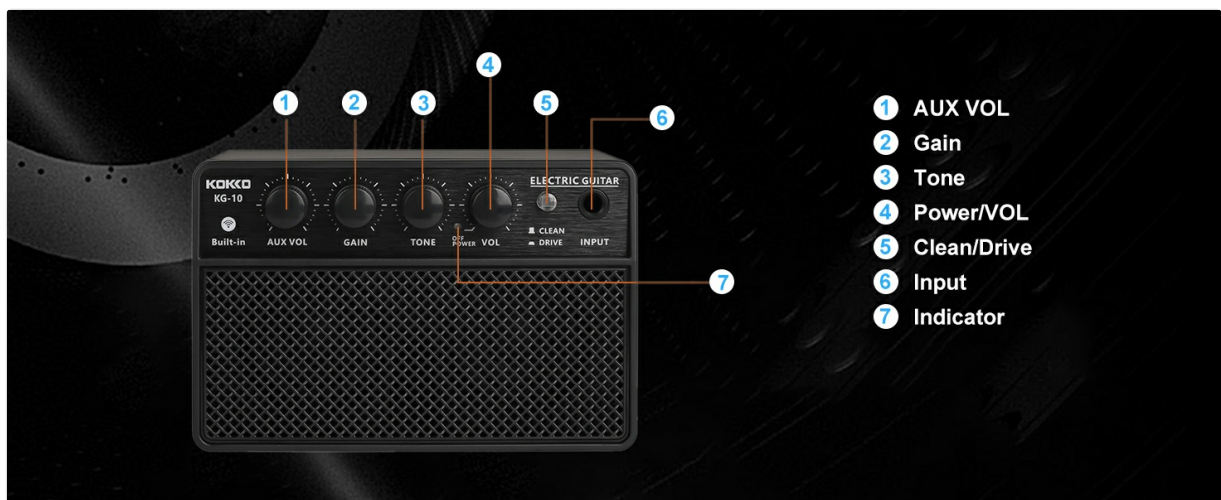 1 2 3 4 5 6
KOKKO
KG-10
Built-in
AUX VOL
GAIN
TONE
OFF
POWER
VOL
ELECTRIC GUITAR
CLEAN
DRIVE
INPUT
7
1 AUX VOL
2 Gain
3 Tone
4 Power/VOL
5 Clean/Drive
6 Input
7 Indicator